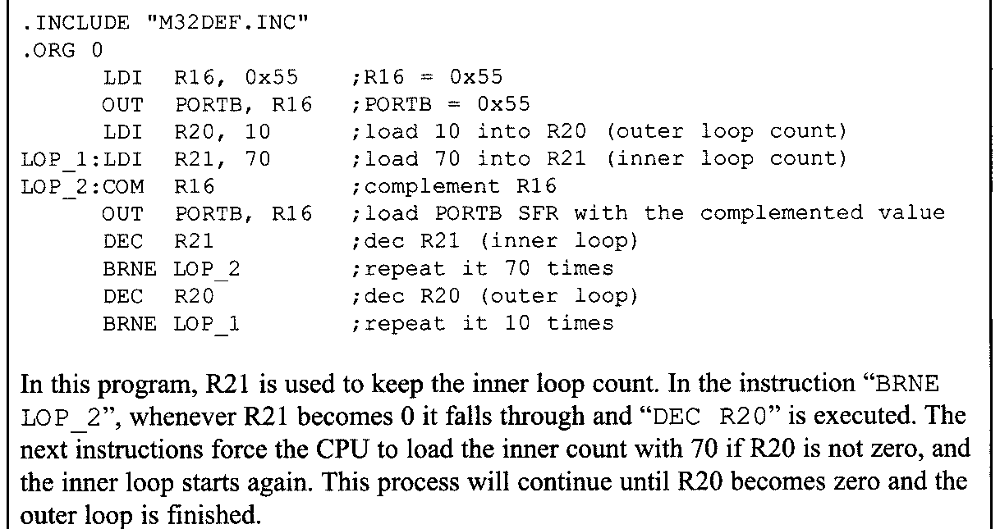 .INCLUDE "M32DEF.INC"
.ORG 0
LDI R16, 0x55 ;R16 = 0x55
OUT PORTB, R16 ;PORTB = 0x55
LDI R20, 10 ;load 10 into R20 (outer loop count)
LOP_1:LDI R21, 70 ;load 70 into R21 (inner loop count)
LOP_2:COM R16 ;complement R16
OUT PORTB, R16 ;load PORTB SFR with the complemented value
DEC R21 ;dec R21 (inner loop)
BRNE LOP_2 ;repeat it 70 times
DEC R20 ;dec R20 (outer loop)
BRNE LOP_1 ;repeat it 10 times
In this program, R21 is used to keep the inner loop count. In the instruction “BRNE
LOP_2”, whenever R21 becomes 0 it falls through and “DEC R20” is executed. The
next instructions force the CPU to load the inner count with 70 if R20 is not zero, and
the inner loop starts again. This process will continue until R20 becomes zero and the
outer loop is finished.